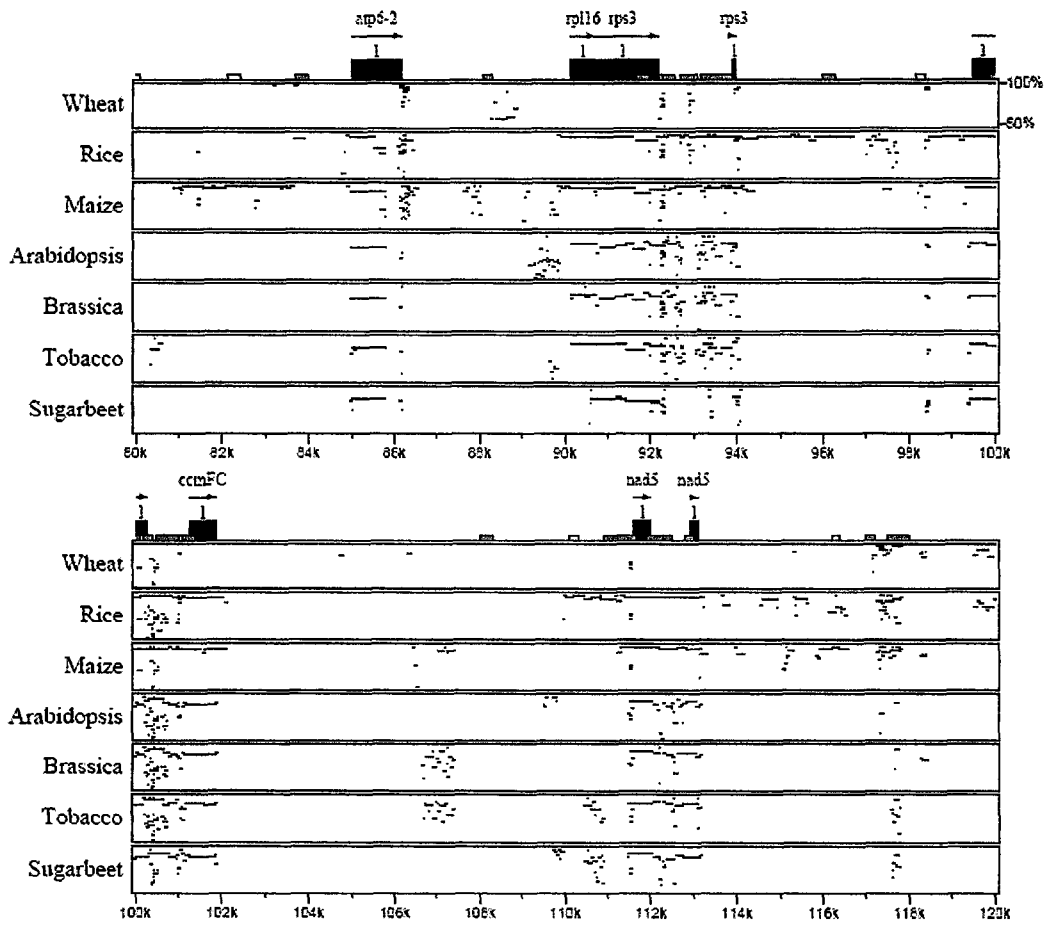 atp6-2 rpl16 rps3 rps3
1 1 1 1 1
100%
50%
Wheat
Rice
Maize
Arabidopsis
Brassica
Tobacco
Sugarbeet
80k 82k 84k 86k 88k 90k 92k 94k 96k 98k 100k
ccmFC nad5 nad5
1 1 1 1
Wheat
Rice
Maize
Arabidopsis
Brassica
Tobacco
Sugarbeet
100k 102k 104k 106k 108k 110k 112k 114k 116k 118k 120k